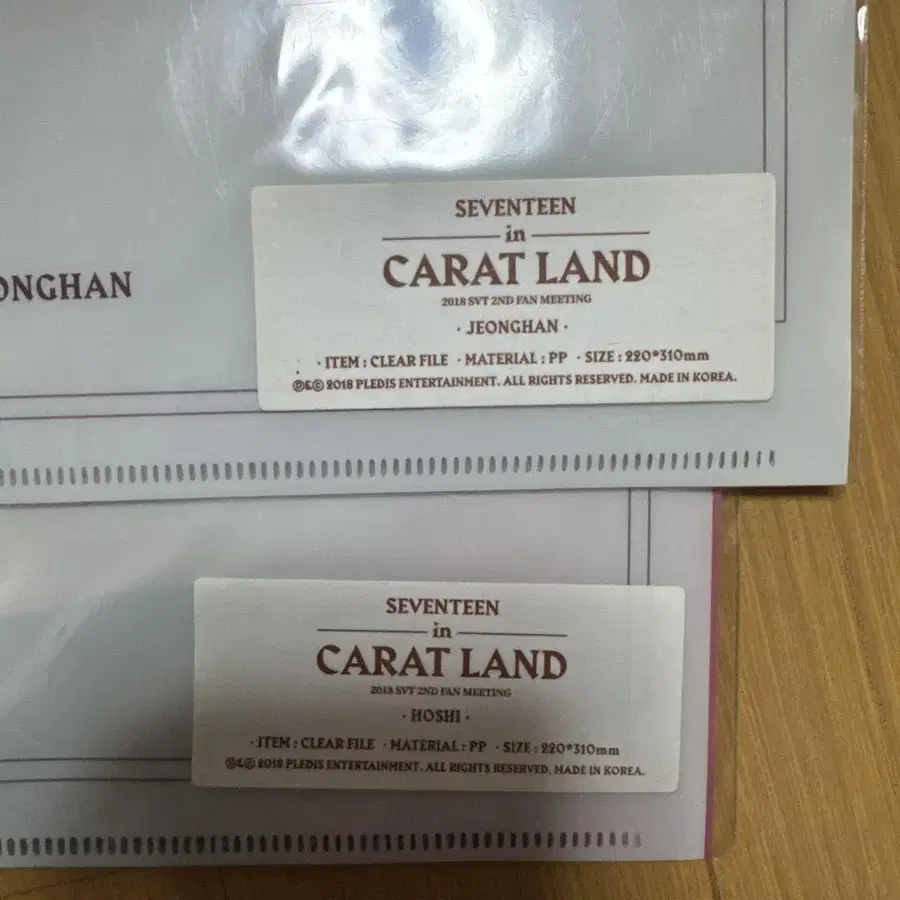 ONGHAN
SEVENTEEN
in
CARAT LAND
2018 SVT 2ND FAN MEETING
· JEONGHAN ·
· ITEM : CLEAR FILE · MATERIAL : PP · SIZE : 220*310mm
℗&© 2018 PLEDIS ENTERTAINMENT. ALL RIGHTS RESERVED. MADE IN KOREA.
SEVENTEEN
in
CARAT LAND
2018 SVT 2ND FAN MEETING
· HOSHI ·
· ITEM : CLEAR FILE · MATERIAL : PP · SIZE : 220*310mm
℗&© 2018 PLEDIS ENTERTAINMENT. ALL RIGHTS RESERVED. MADE IN KOREA.